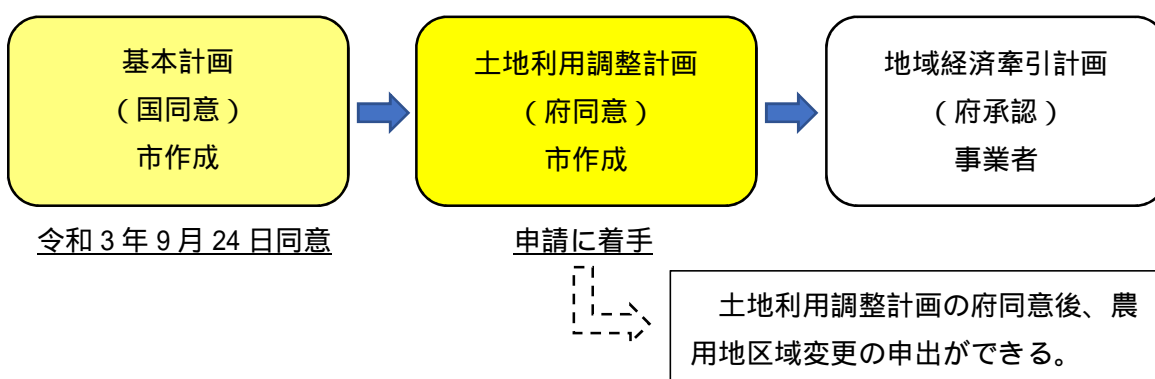 基本計画
（国同意）
市作成
土地利用調整計画
（府同意）
市作成
地域経済牽引計画
（府承認）
事業者
令和3年9月24日同意
申請に着手
土地利用調整計画の府同意後、農
用地区域変更の申出ができる。